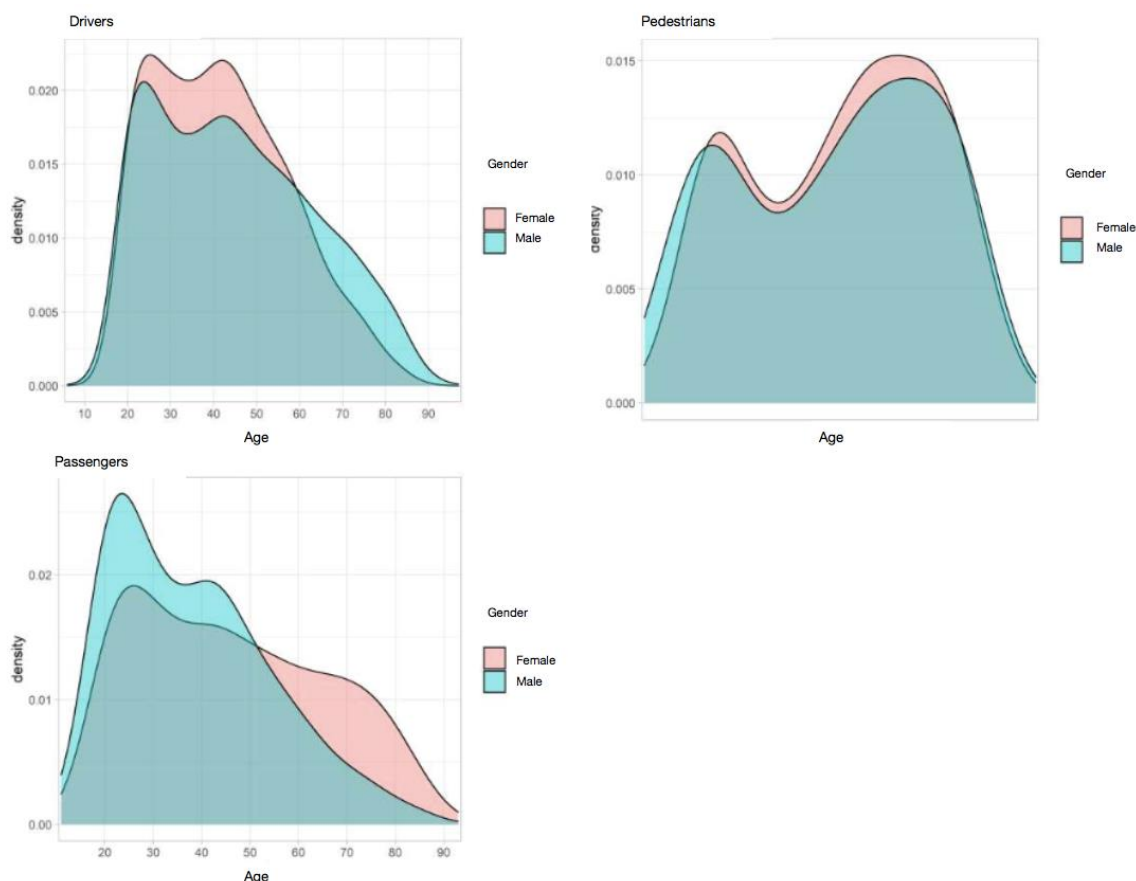 Drivers
0.020
0.015
0.010
0.005
0.000
density
10 20 30 40 50 60 70 80 90
Age
Gender
Female
Male
Pedestrians
0.015
0.010
0.005
0.000
density
Age
Gender
Female
Male
Passengers
0.02
0.01
0.00
density
20 30 40 50 60 70 80 90
Age
Gender
Female
Male